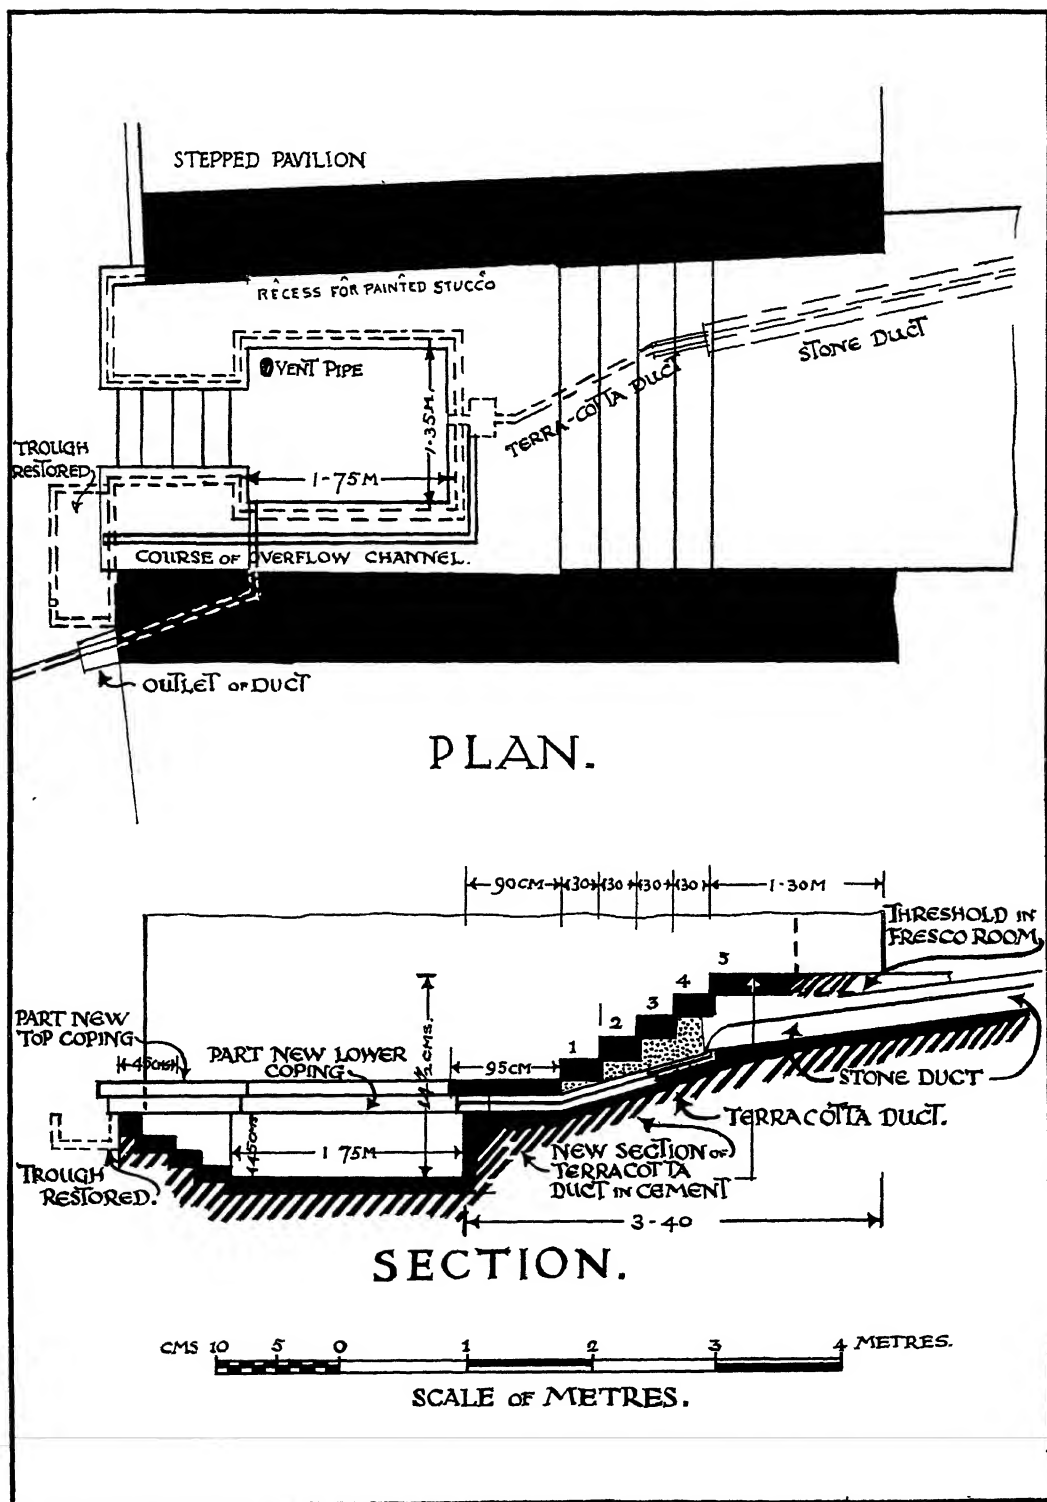 STEPPED PAVILION
RECESS FOR PAINTED STUCCO
VENT PIPE
STONE DUCT
TERRA-COTTA DUCT
1-35M
TROUGH
RESTORED
1-75M
COURSE OF OVERFLOW CHANNEL.
OUTLET OF DUCT
PLAN.
90CM
30
30
30
30
1-30M
THRESHOLD IN
FRESCO ROOM
5
4
3
2
1
PART NEW
TOP COPING
45CMS
PART NEW LOWER
COPING
95CM
STONE DUCT
TERRACOTTA DUCT.
45CMS
1 75M
NEW SECTION OF
TERRACOTTA
DUCT IN CEMENT
TROUGH
RESTORED.
3-40
SECTION.
CMS 10 5 0 1 2 3 4 METRES.
SCALE OF METRES.